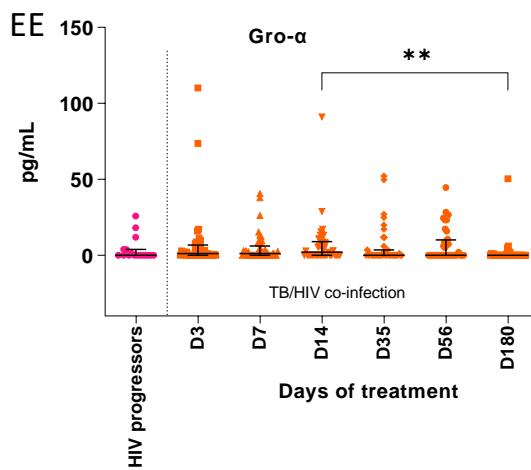 EE
Gro-α
**
150
100
50
0
pg/mL
TB/HIV co-infection
HIV progressors
D3
D7
D14
D35
D56
D180
Days of treatment